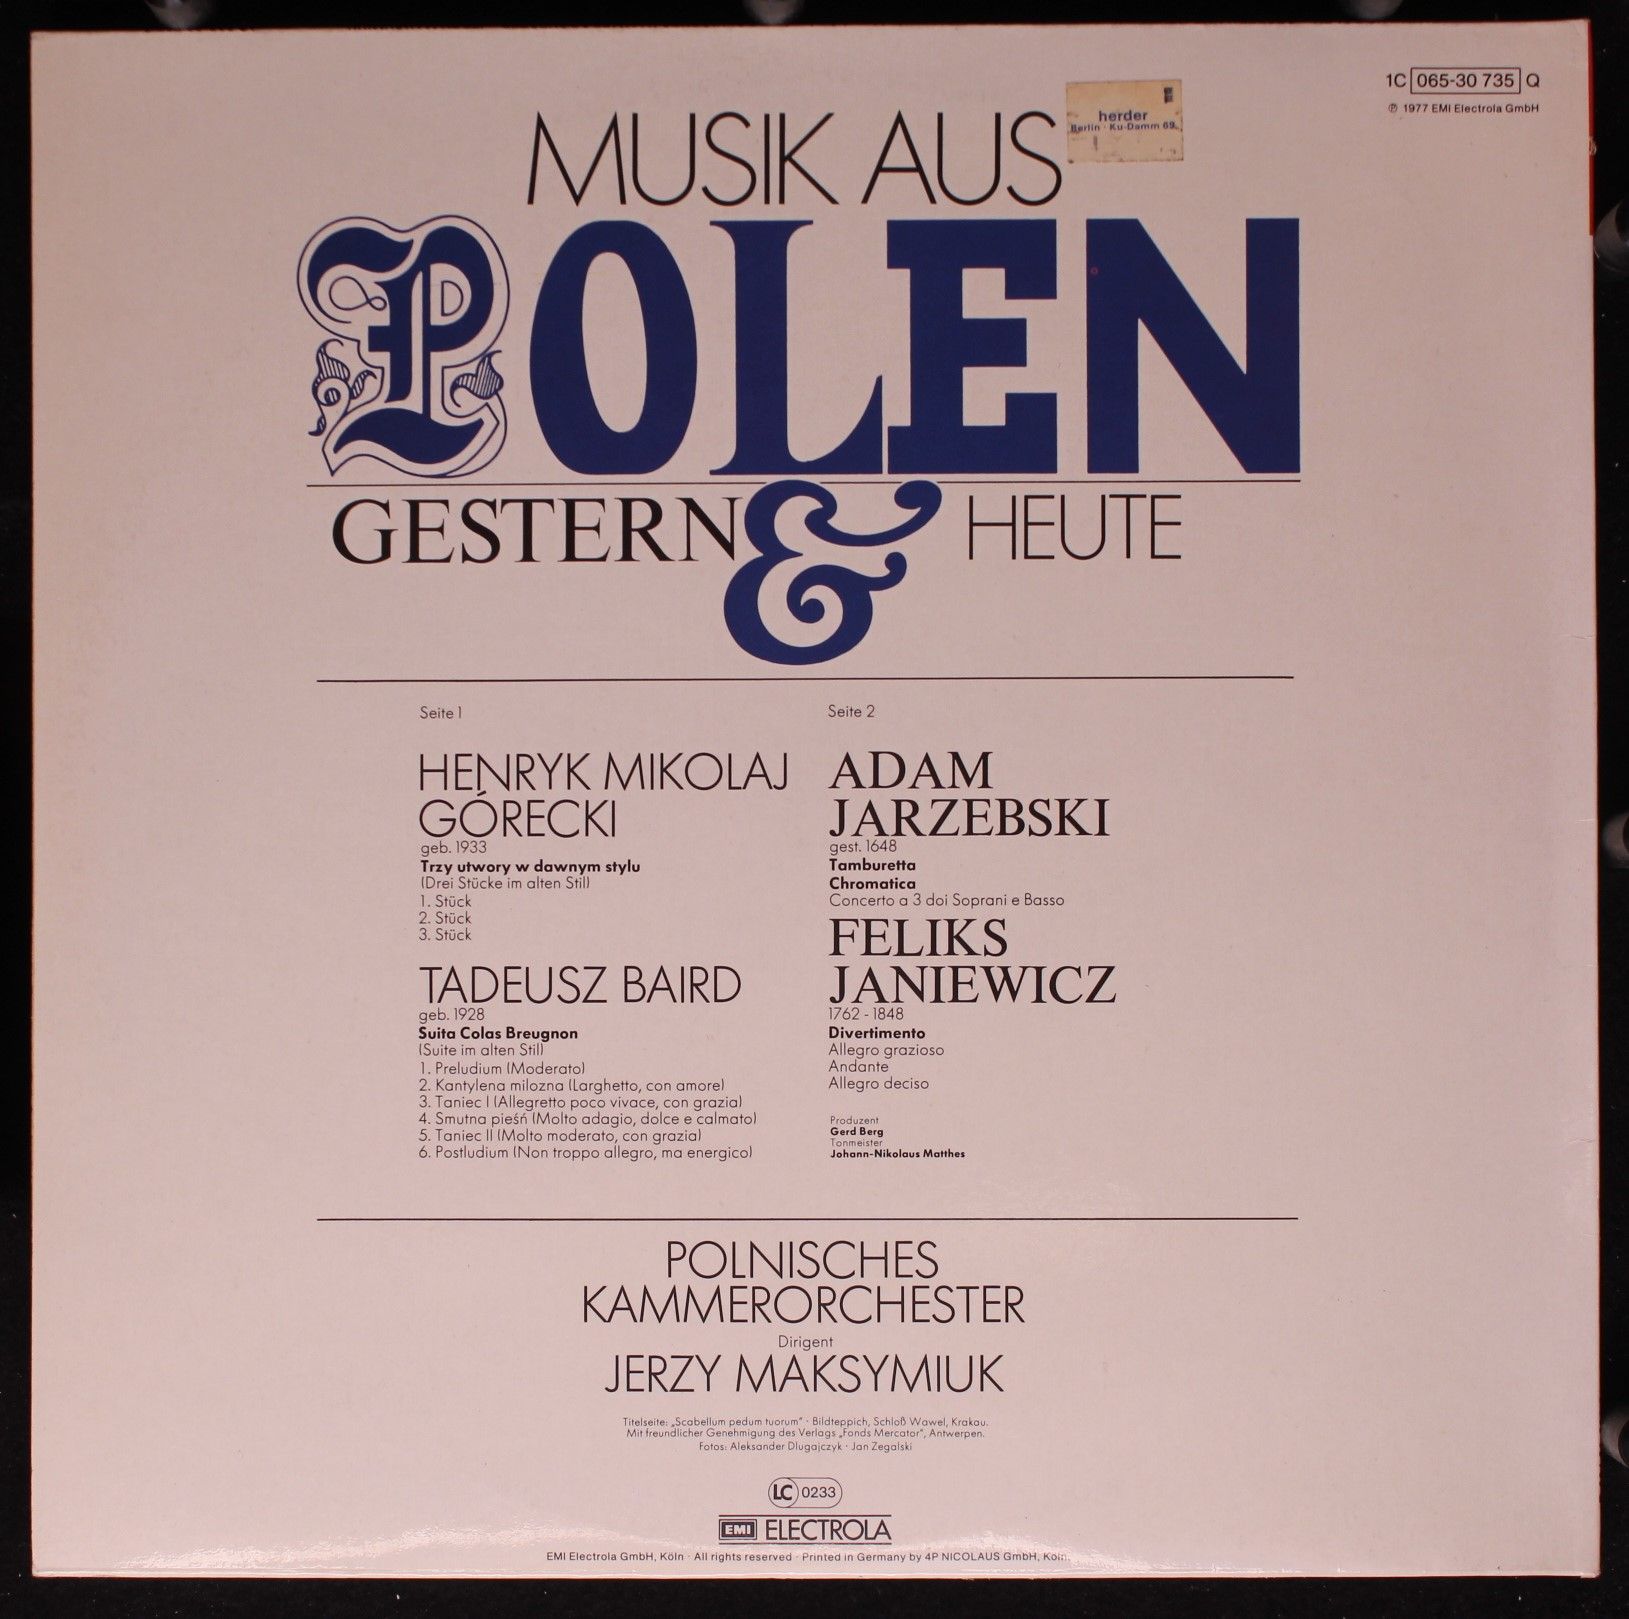 1C 065-30 735 Q
℗ 1977 EMI Electrola GmbH
herder
Berlin · Ku-Damm 69
MUSIK AUS
POLEN
GESTERN & HEUTE
Seite 1
HENRYK MIKOLAJ
GÓRECKI
geb. 1933
Trzy utwory w dawnym stylu
(Drei Stücke im alten Stil)
1. Stück
2. Stück
3. Stück
TADEUSZ BAIRD
geb. 1928
Suita Colas Breugnon
(Suite im alten Stil)
1. Preludium (Moderato)
2. Kantylena milozna (Larghetto, con amore)
3. Taniec I (Allegretto poco vivace, con grazia)
4. Smutna pieśń (Molto adagio, dolce e calmato)
5. Taniec II (Molto moderato, con grazia)
6. Postludium (Non troppo allegro, ma energico)
Seite 2
ADAM
JARZEBSKI
gest. 1648
Tamburetta
Chromatica
Concerto a 3 doi Soprani e Basso
FELIKS
JANIEWICZ
1762 - 1848
Divertimento
Allegro grazioso
Andante
Allegro deciso
Produzent
Gerd Berg
Tonmeister
Johann-Nikolaus Matthes
POLNISCHES
KAMMERORCHESTER
Dirigent
JERZY MAKSYMIUK
Titelseite: „Scabellum pedum tuorum" · Bildteppich, Schloß Wawel, Krakau.
Mit freundlicher Genehmigung des Verlags „Fonds Mercator", Antwerpen.
Fotos: Aleksander Dlugajczyk · Jan Zegalski
LC 0233
EMI ELECTROLA
EMI Electrola GmbH, Köln · All rights reserved · Printed in Germany by 4P NICOLAUS GmbH, Köln.